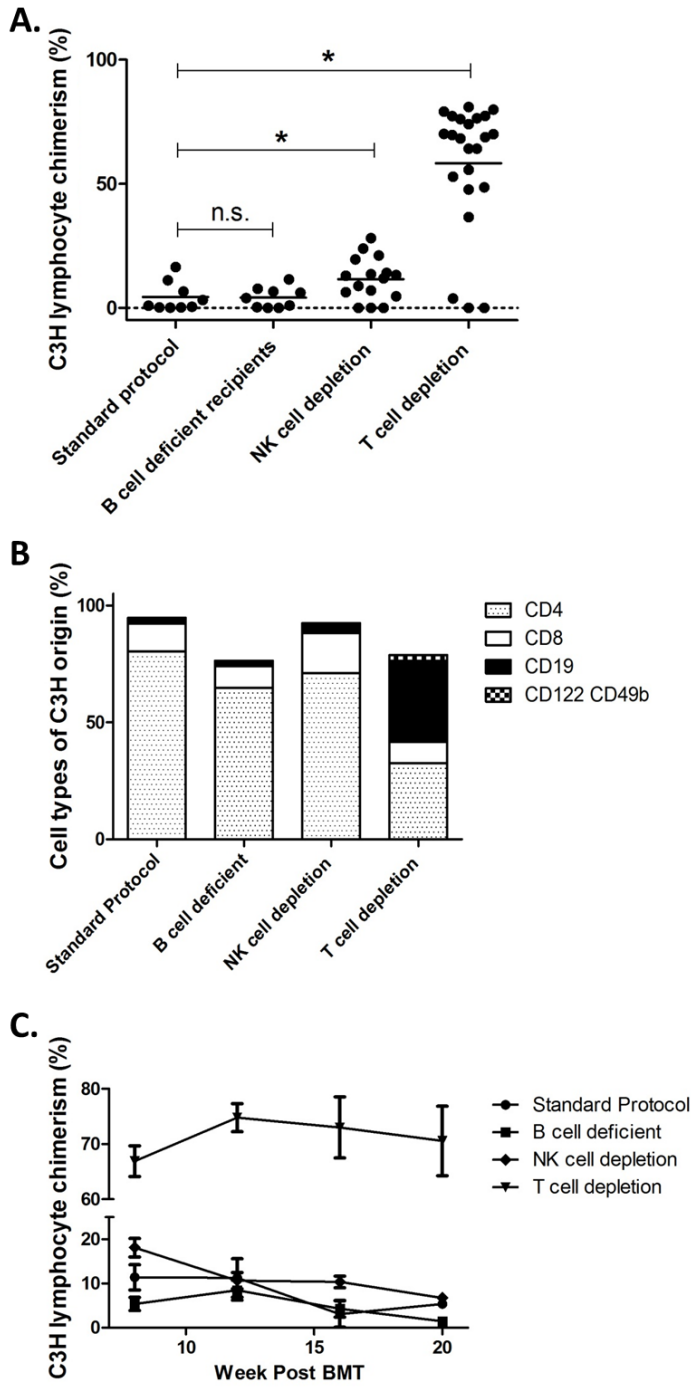 A.
C3H lymphocyte chimerism (%)
100
50
0
*
*
n.s.
Standard protocol
B cell deficient recipients
NK cell depletion
T cell depletion
B
Cell types of C3H origin (%)
100
50
0
Standard Protocol
B cell deficient
NK cell depletion
T cell depletion
CD4
CD8
CD19
CD122 CD49b
C.
C3H lymphocyte chimerism (%)
80
70
60
20
10
0
10
15
20
Week Post BMT
Standard Protocol
B cell deficient
NK cell depletion
T cell depletion